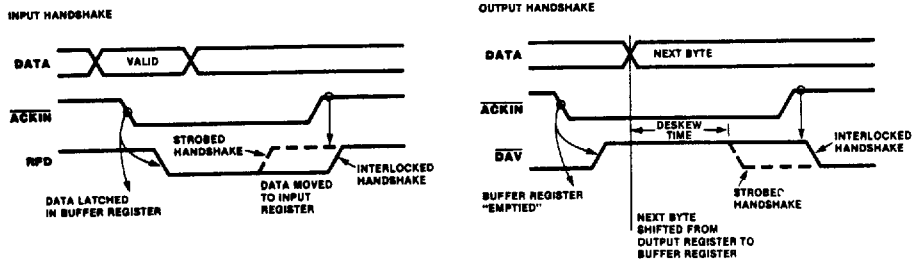 INPUT HANDSHAKE
DATA
VALID
ACKIN
STROBED
HANDSHAKE
RFD
INTERLOCKED
HANDSHAKE
DATA LATCHED
IN BUFFER REGISTER
DATA MOVED
TO INPUT
REGISTER
OUTPUT HANDSHAKE
DATA
NEXT BYTE
ACKIN
DESKEW
TIME
DAV
INTERLOCKED
HANDSHAKE
BUFFER REGISTER
"EMPTIED"
STROBED
HANDSHAKE
NEXT BYTE
SHIFTED FROM
OUTPUT REGISTER TO
BUFFER REGISTER